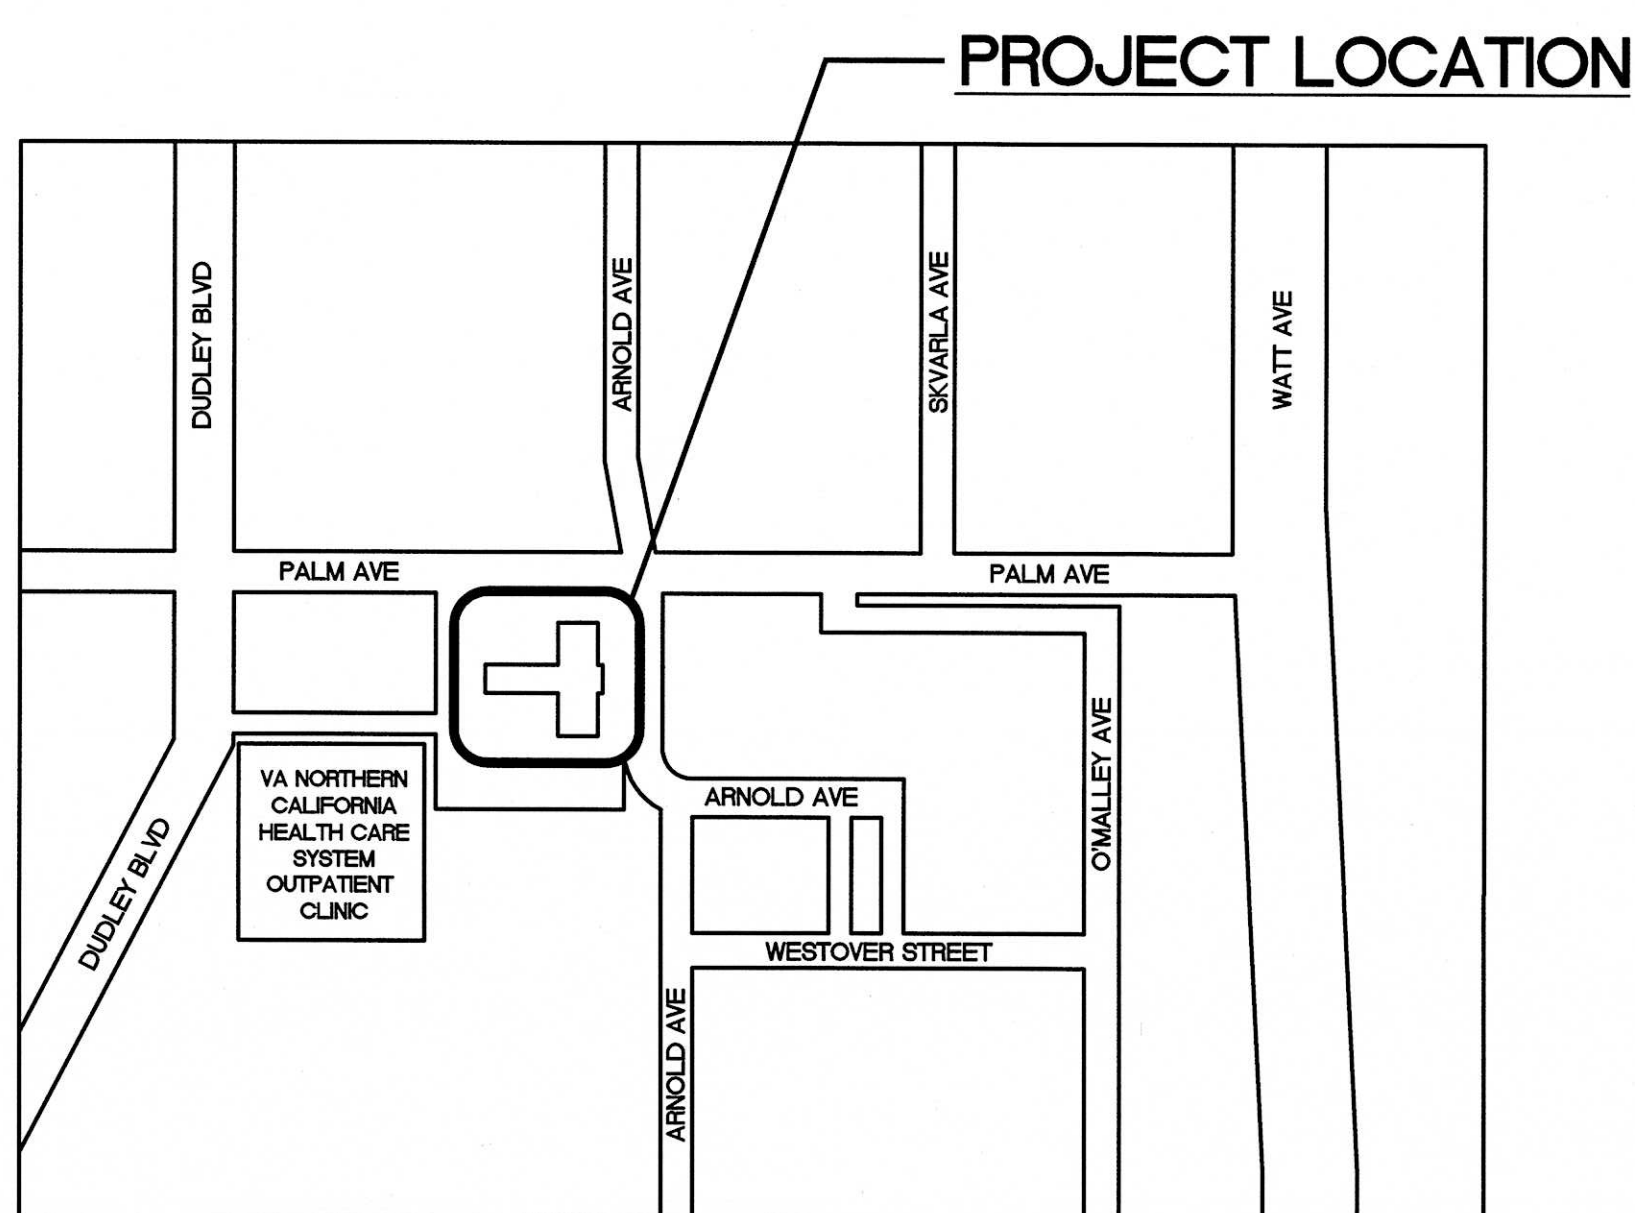 PROJECT LOCATION
DUDLEY BLVD
ARNOLD AVE
SKVARLA AVE
WATT AVE
PALM AVE
PALM AVE
O'MALLEY AVE
VA NORTHERN
CALIFORNIA
HEALTH CARE
SYSTEM
OUTPATIENT
CLINIC
ARNOLD AVE
DUDLEY BLVD
WESTOVER STREET
ARNOLD AVE